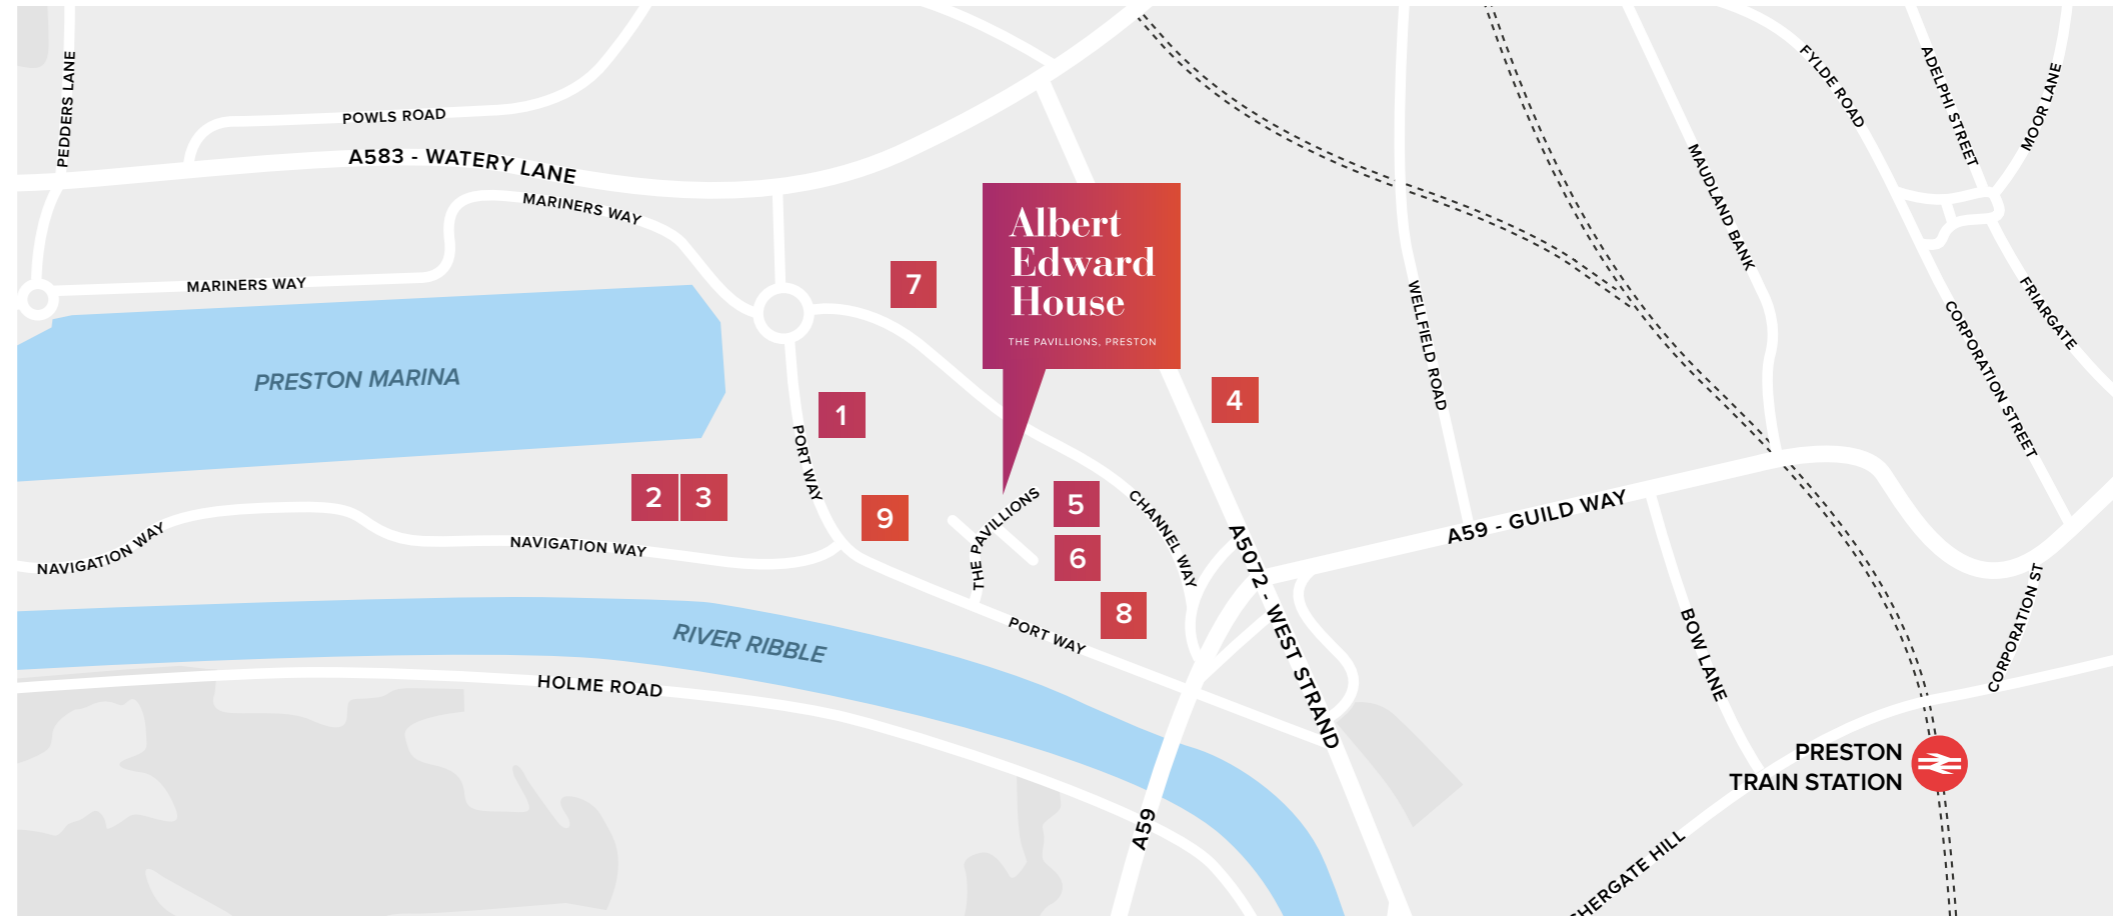 PEDDERS LANE
POWLS ROAD
A583 - WATERY LANE
MARINERS WAY
MARINERS WAY
PRESTON MARINA
Albert
Edward
House
THE PAVILLIONS, PRESTON
7
4
1
2
3
9
5
6
8
PORT WAY
THE PAVILLIONS
CHANNEL WAY
NAVIGATION WAY
NAVIGATION WAY
PORT WAY
RIVER RIBBLE
HOLME ROAD
A59
A5072 - WEST STRAND
A59 - GUILD WAY
WELLFIELD ROAD
MAUDLAND BANK
FYLDE ROAD
ADELPHI STREET
MOOR LANE
FRIARGATE
CORPORATION STREET
CORPORATION ST
BOW LANE
PRESTON
TRAIN STATION
SHERGATE HILL